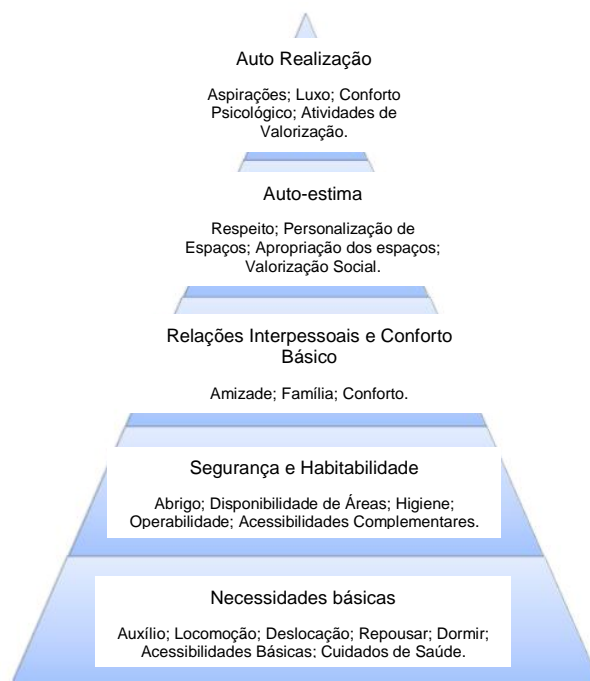 Auto Realização
Aspirações; Luxo; Conforto
Psicológico; Atividades de
Valorização.
Auto-estima
Respeito; Personalização de
Espaços; Apropriação dos espaços;
Valorização Social.
Relações Interpessoais e Conforto
Básico
Amizade; Família; Conforto.
Segurança e Habitabilidade
Abrigo; Disponibilidade de Áreas; Higiene;
Operabilidade; Acessibilidades Complementares.
Necessidades básicas
Auxílio; Locomoção; Deslocação; Repousar; Dormir;
Acessibilidades Básicas; Cuidados de Saúde.